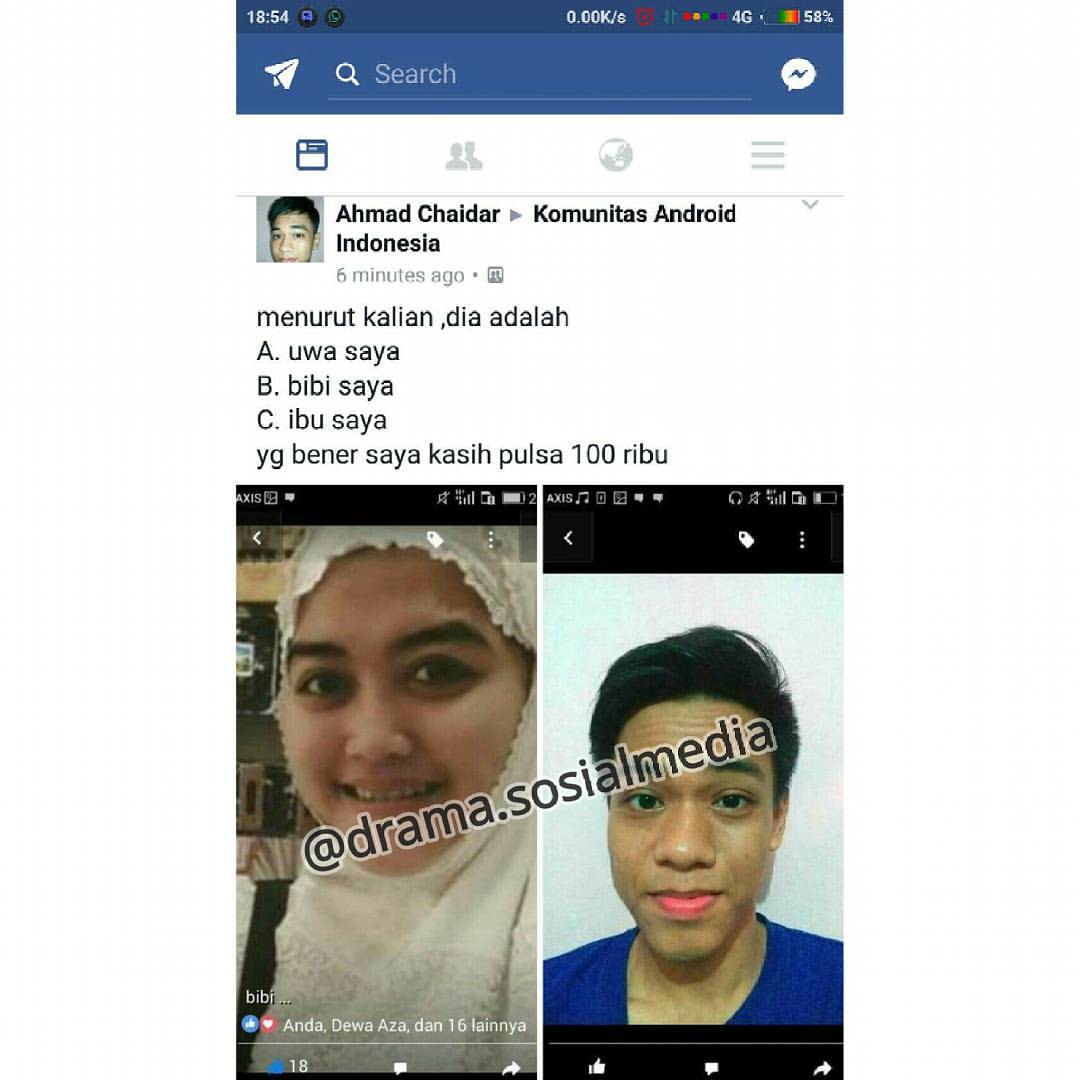 18:54 0.00K/s 4G 58%
Search
Ahmad Chaidar ▶ Komunitas Android
Indonesia
6 minutes ago •
menurut kalian ,dia adalah
A. uwa saya
B. bibi saya
C. ibu saya
yg bener saya kasih pulsa 100 ribu
AXIS 2
AXIS
@drama.sosialmedia
bibi ...
Anda, Dewa Aza, dan 16 lainnya
18